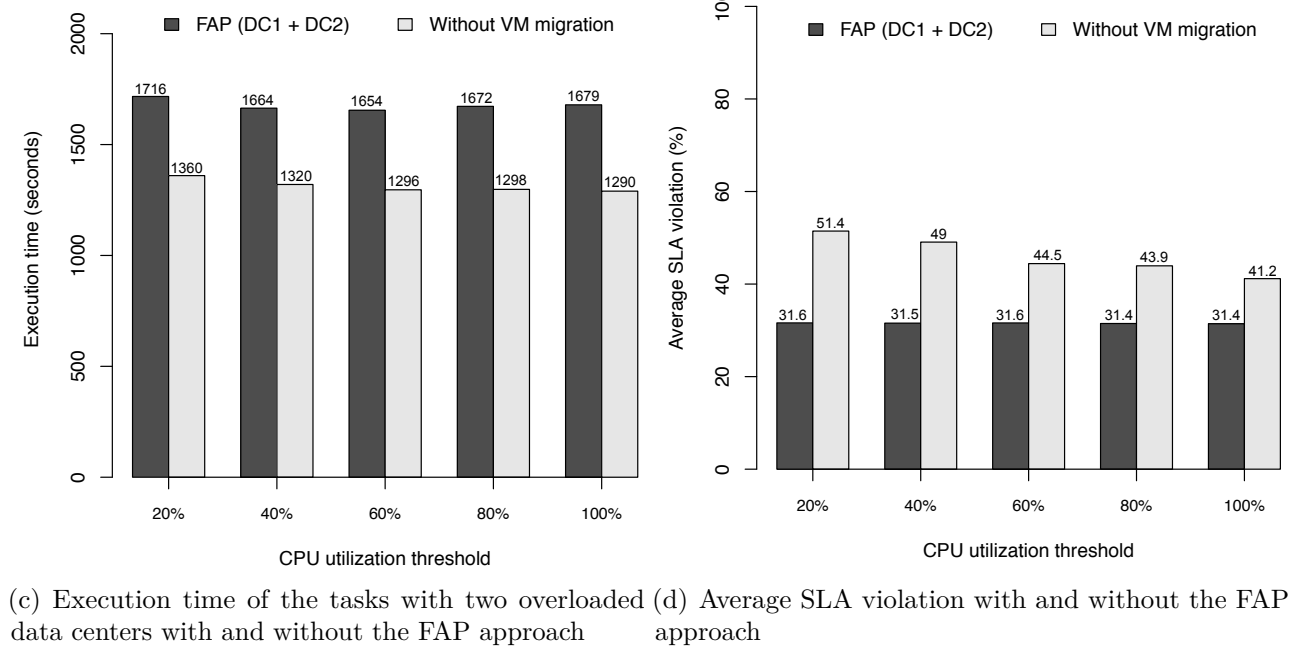 FAP (DC1 + DC2) Without VM migration
Execution time (seconds)
2000
1500
1000
500
0
1716
1360
1664
1320
1654
1296
1672
1298
1679
1290
20% 40% 60% 80% 100%
CPU utilization threshold
(c) Execution time of the tasks with two overloaded
data centers with and without the FAP approach
FAP (DC1 + DC2) Without VM migration
Average SLA violation (%)
80
60
40
20
0
31.6
51.4
31.5
49
31.6
44.5
31.4
43.9
31.4
41.2
20% 40% 60% 80% 100%
CPU utilization threshold
(d) Average SLA violation with and without the FAP
approach